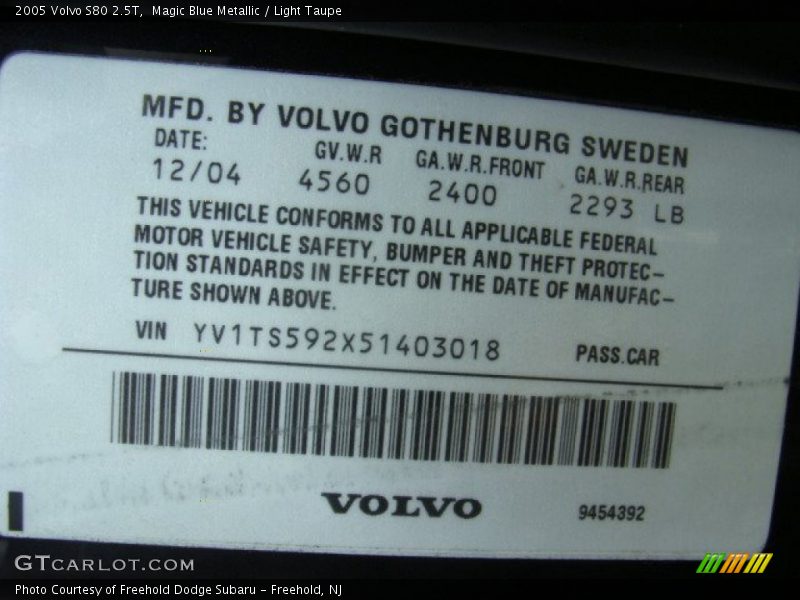 2005 Volvo S80 2.5T, Magic Blue Metallic / Light Taupe
MFD. BY VOLVO GOTHENBURG SWEDEN
DATE: GV.W.R GA.W.R.FRONT GA.W.R.REAR
12/04 4560 2400 2293 LB
THIS VEHICLE CONFORMS TO ALL APPLICABLE FEDERAL
MOTOR VEHICLE SAFETY, BUMPER AND THEFT PROTEC-
TION STANDARDS IN EFFECT ON THE DATE OF MANUFAC-
TURE SHOWN ABOVE.
VIN YV1TS592X51403018 PASS.CAR
VOLVO 9454392
GTCARLOT.COM
Photo Courtesy of Freehold Dodge Subaru - Freehold, NJ